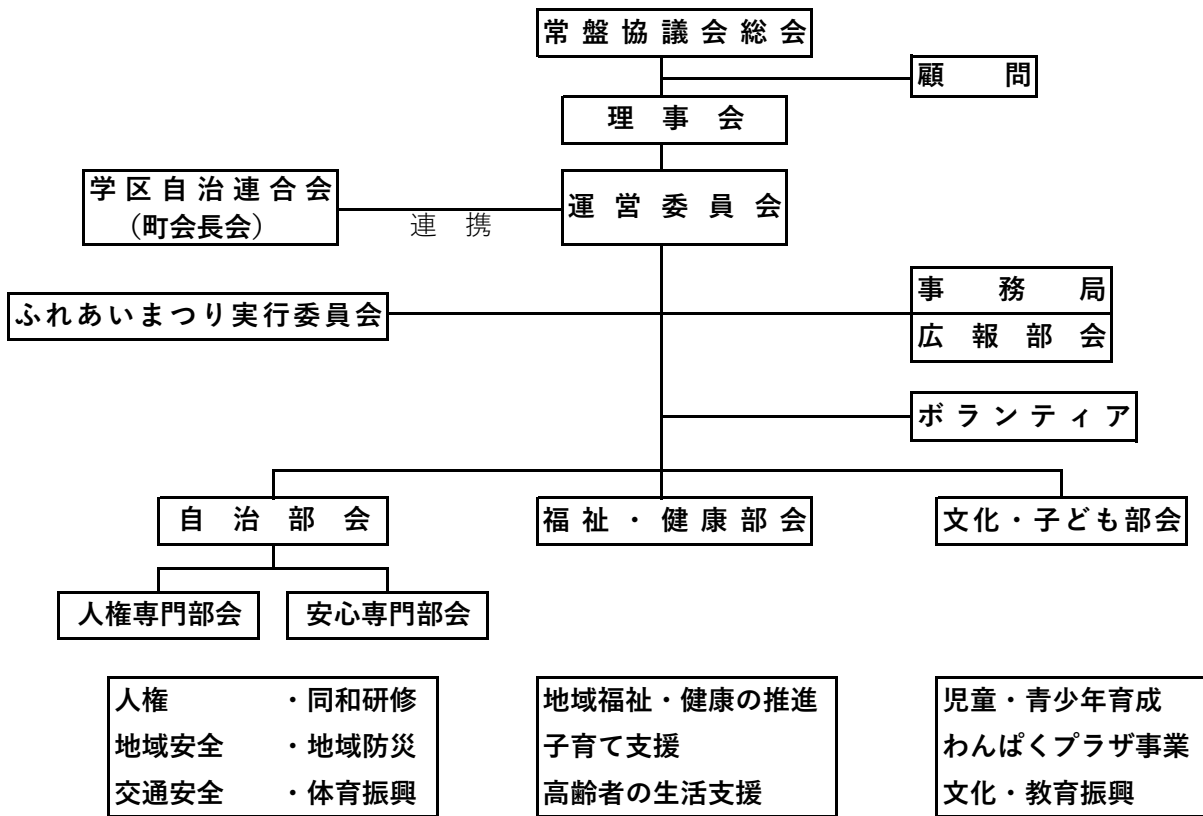 常盤協議会総会
顧問
理事会
学区自治連合会
（町会長会）
連携
運営委員会
ふれあいまつり実行委員会
事務局
広報部会
ボランティア
自治部会
福祉・健康部会
文化・子ども部会
人権専門部会
安心専門部会
人権・同和研修
地域安全・地域防災
交通安全・体育振興
地域福祉・健康の推進
子育て支援
高齢者の生活支援
児童・青少年育成
わんぱくプラザ事業
文化・教育振興